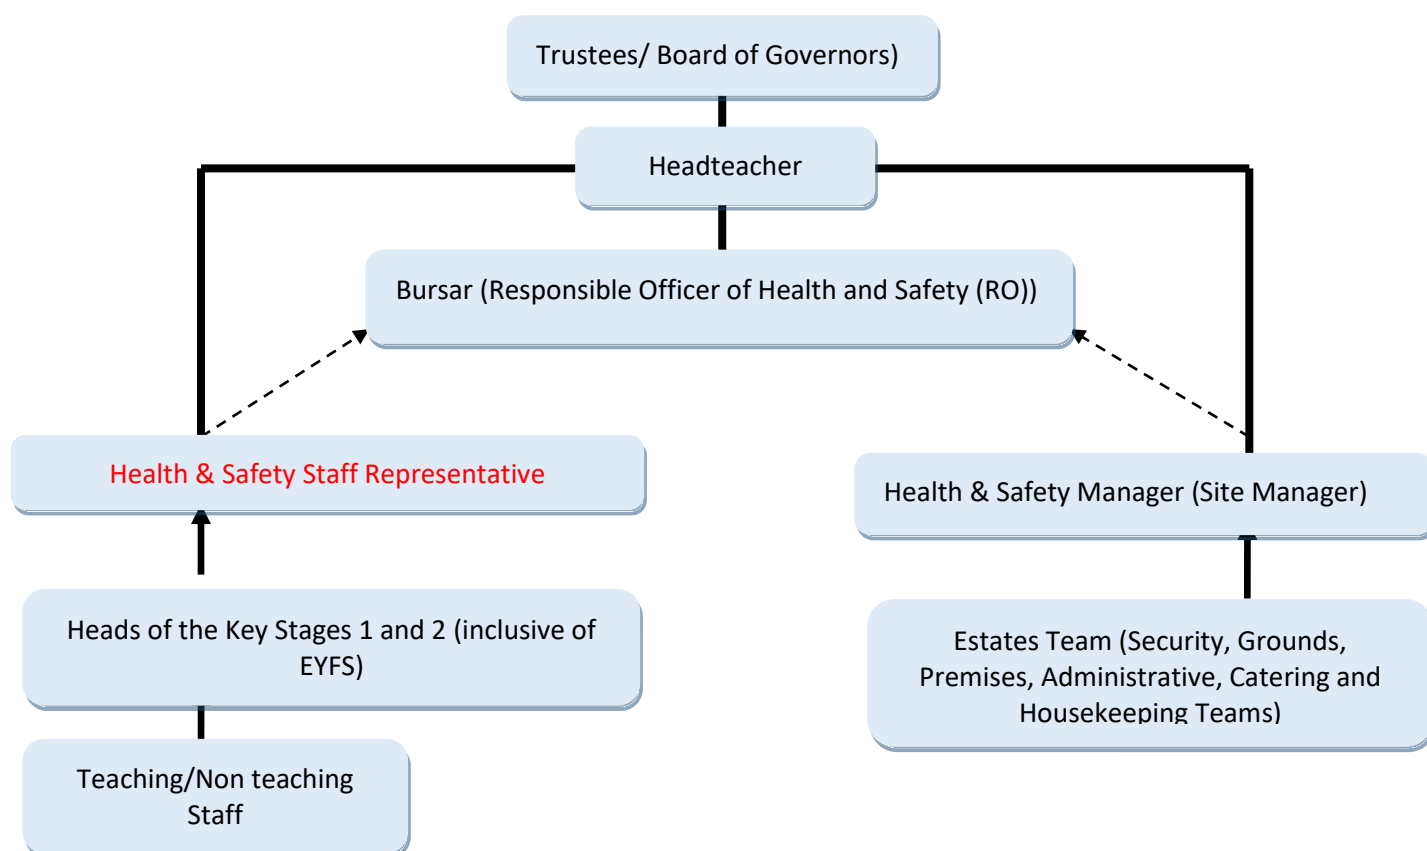 Trustees/ Board of Governors)
Headteacher
Bursar (Responsible Officer of Health and Safety (RO))
Health & Safety Staff Representative
Health & Safety Manager (Site Manager)
Heads of the Key Stages 1 and 2 (inclusive of
EYFS)
Estates Team (Security, Grounds,
Premises, Administrative, Catering and
Housekeeping Teams)
Teaching/Non teaching
Staff